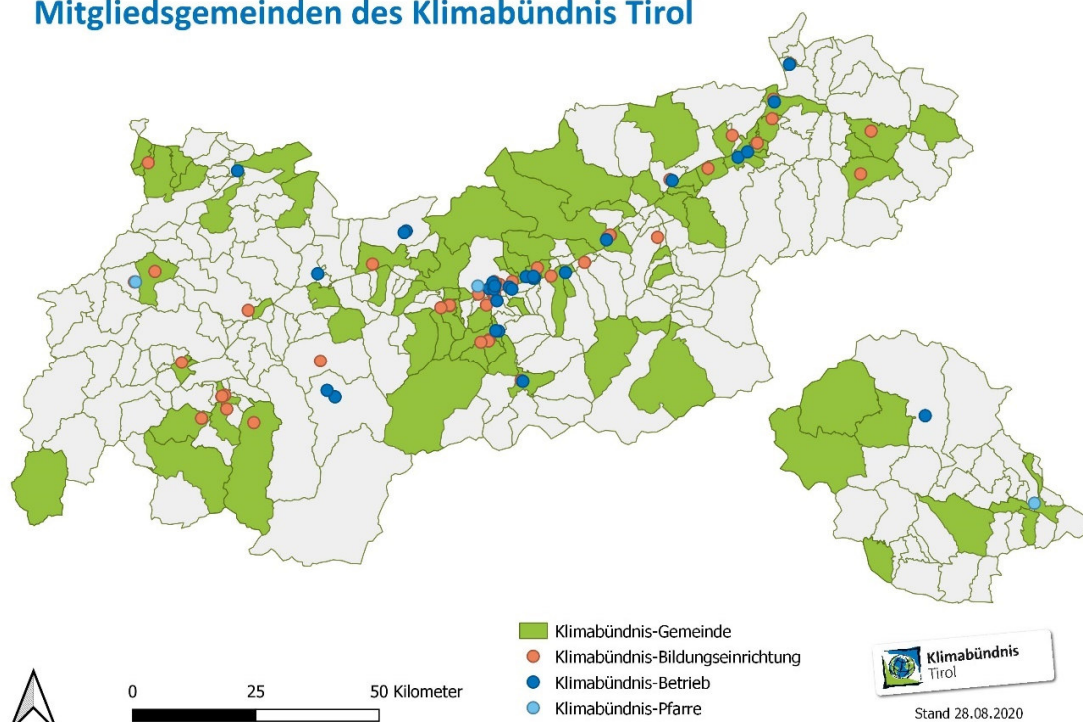 Mitgliedsgemeinden des Klimabündnis Tirol
Klimabündnis-Gemeinde
Klimabündnis-Bildungseinrichtung
Klimabündnis-Betrieb
Klimabündnis-Pfarre
0 25 50 Kilometer
Klimabündnis
Tirol
Stand 28.08.2020